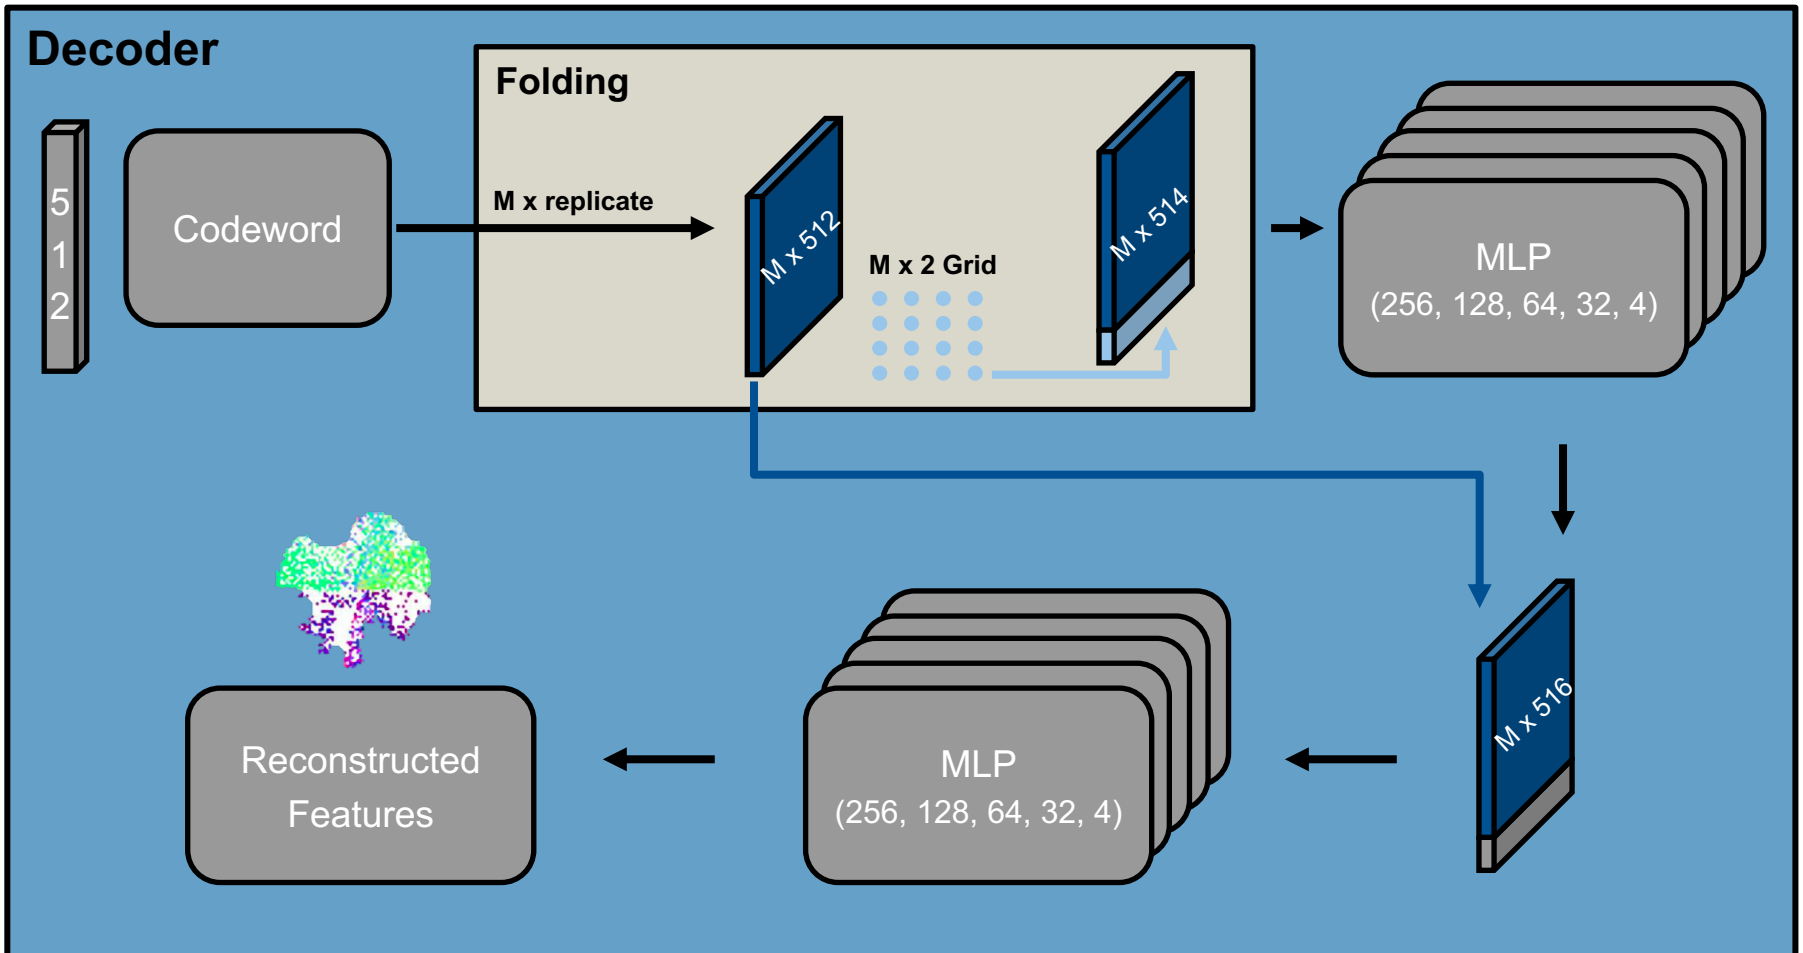 Decoder
Folding
5
1
2
Codeword
M x replicate
M x 512
M x 2 Grid
M x 514
MLP
(256, 128, 64, 32, 4)
M x 516
MLP
(256, 128, 64, 32, 4)
Reconstructed
Features